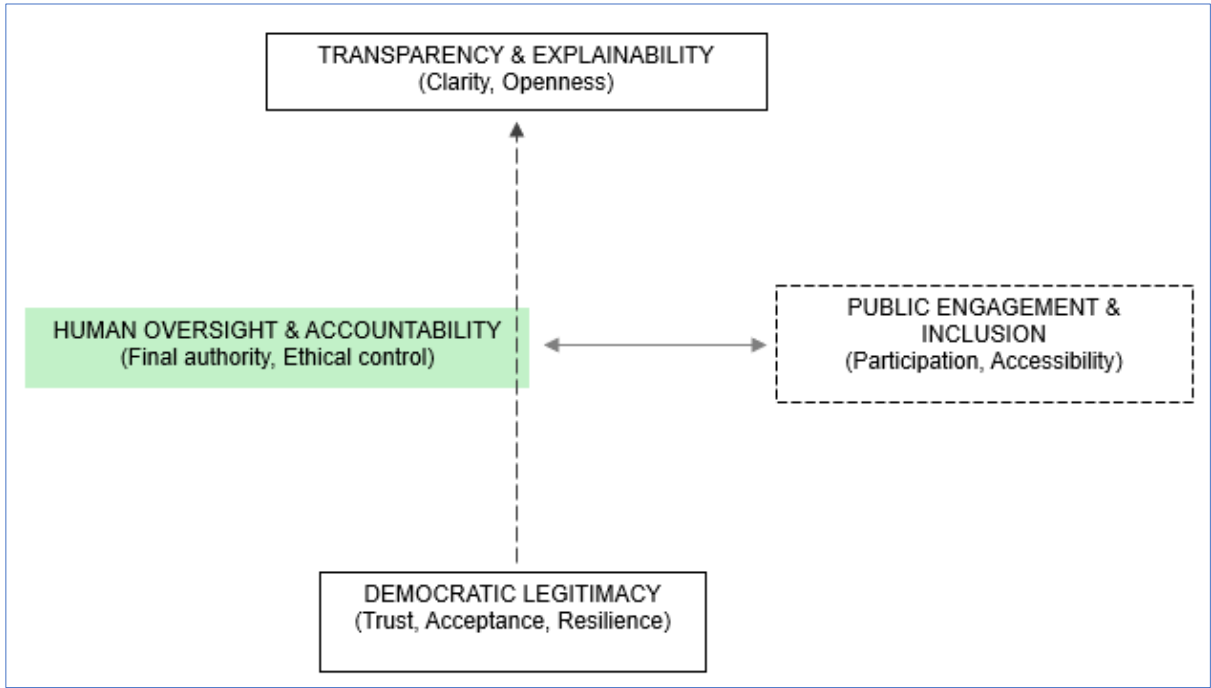 TRANSPARENCY & EXPLAINABILITY
(Clarity, Openness)
HUMAN OVERSIGHT & ACCOUNTABILITY
(Final authority, Ethical control)
PUBLIC ENGAGEMENT &
INCLUSION
(Participation, Accessibility)
DEMOCRATIC LEGITIMACY
(Trust, Acceptance, Resilience)